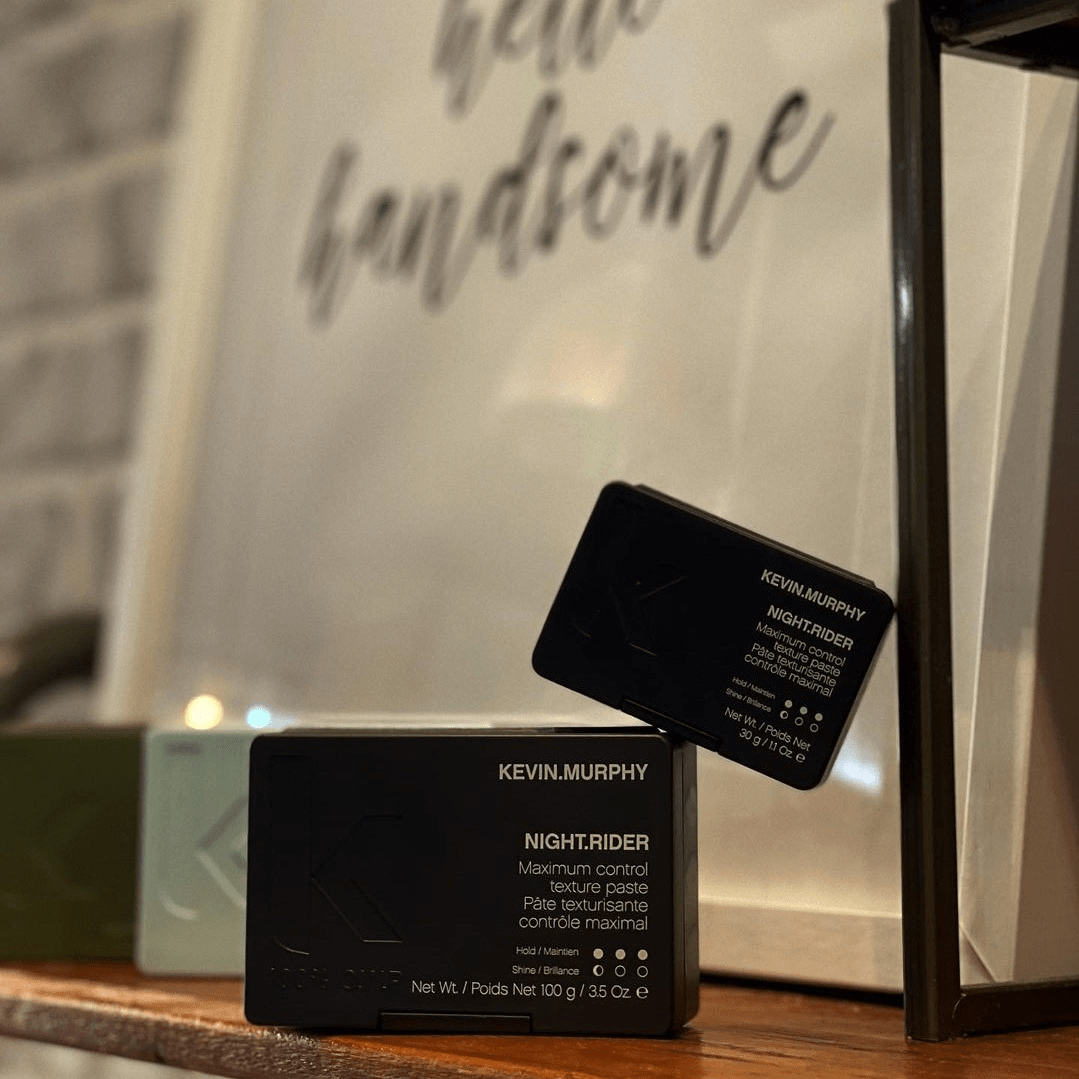 hello
handsome
KEVIN.MURPHY
NIGHT.RIDER
Maximum control
texture paste
Pâte texturisante
contrôle maximal
Hold / Maintien
Shine / Brillance
Net Wt. / Poids Net
30 g / 1.1 Oz. ℮
KEVIN.MURPHY
NIGHT.RIDER
Maximum control
texture paste
Pâte texturisante
contrôle maximal
Hold / Maintien
Shine / Brillance
Net Wt. / Poids Net 100 g / 3.5 Oz. ℮